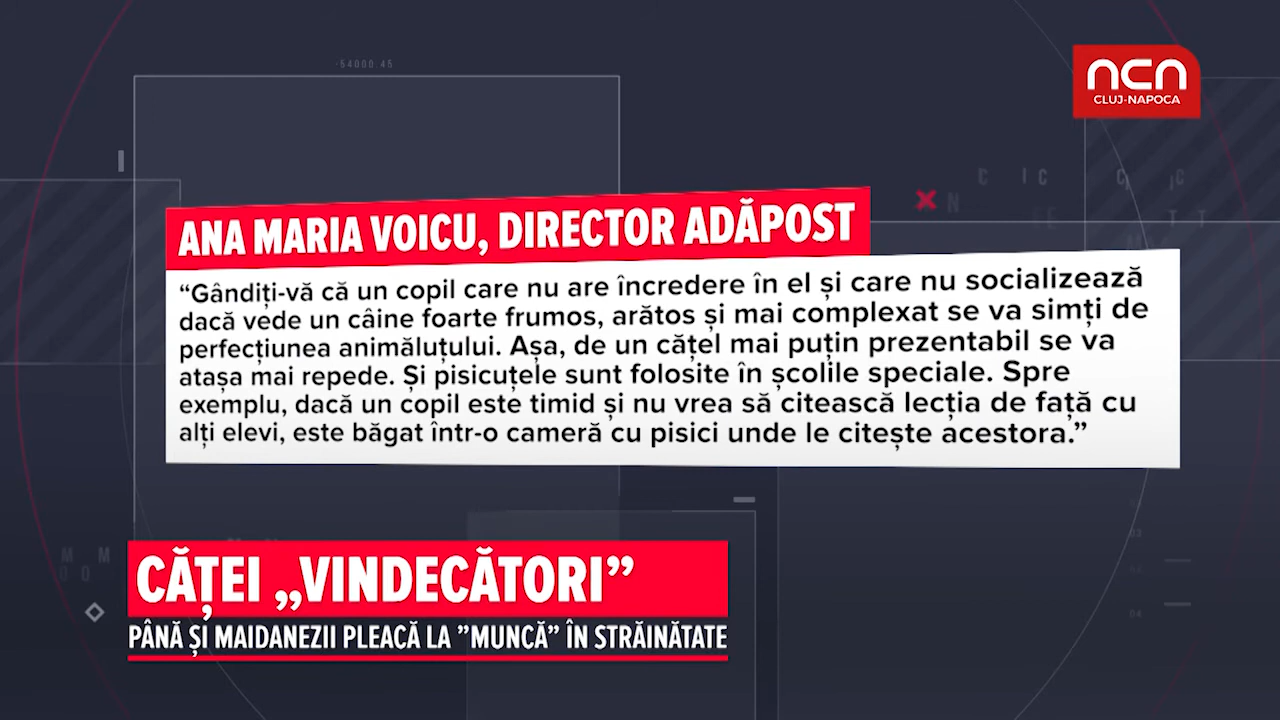 -54000.45
ncn
CLUJ-NAPOCA
ANA MARIA VOICU, DIRECTOR ADĂPOST
“Gândiți-vă că un copil care nu are încredere în el și care nu socializează
dacă vede un câine foarte frumos, arătos și mai complexat se va simți de
perfecțiunea animăluțului. Așa, de un cățel mai puțin prezentabil se va
atașa mai repede. Și pisicuțele sunt folosite în școlile speciale. Spre
exemplu, dacă un copil este timid și nu vrea să citească lecția de față cu
alți elevi, este băgat într-o cameră cu pisici unde le citește acestora.”
CĂȚEI „VINDECĂTORI”
PÂNĂ ȘI MAIDANEZII PLEACĂ LA ”MUNCĂ” ÎN STRĂINĂTATE